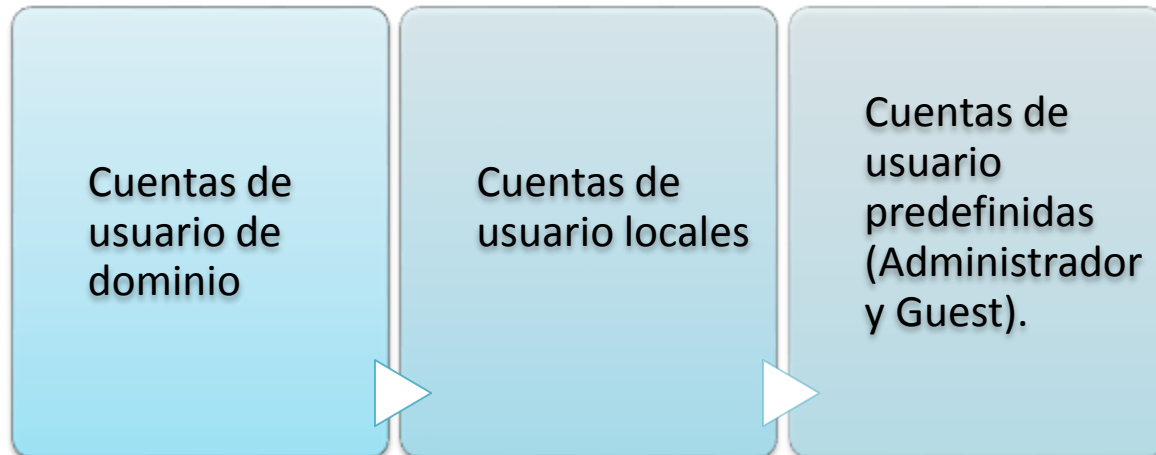 Cuentas de
usuario de
dominio
Cuentas de
usuario locales
Cuentas de
usuario
predefinidas
(Administrador
y Guest).